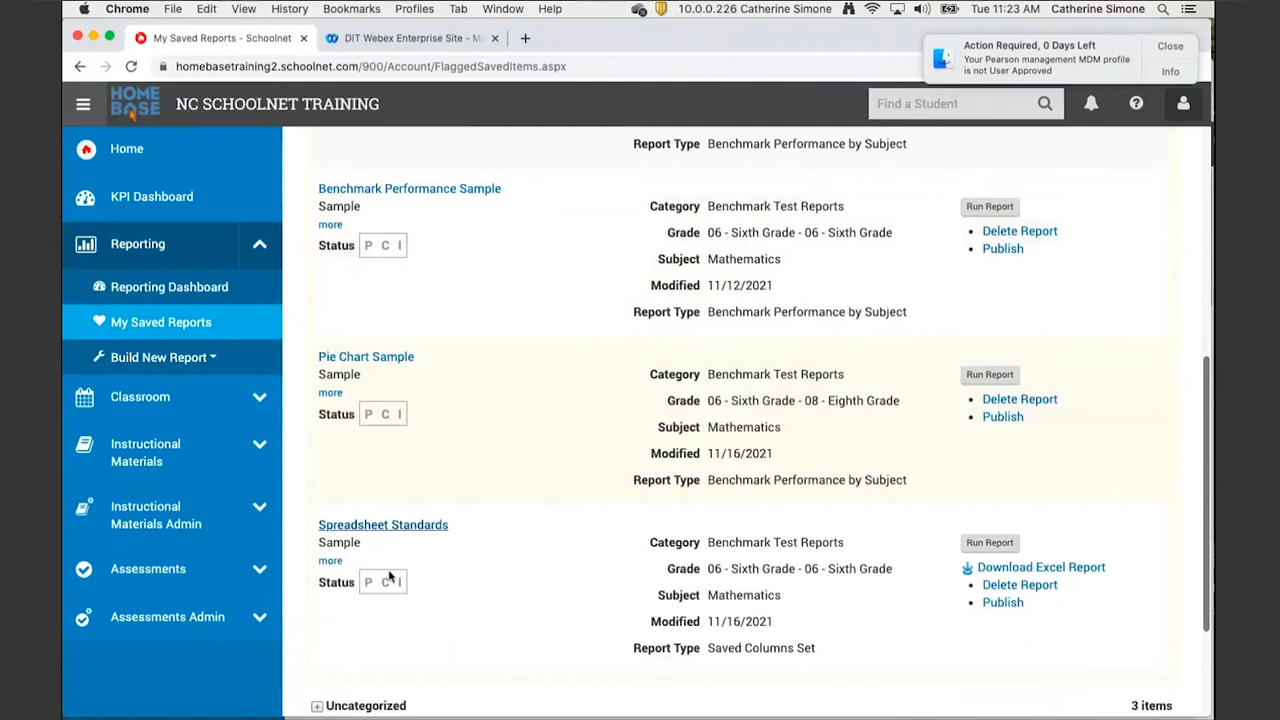 Chrome File Edit View History Bookmarks Profiles Tab Window Help 10.0.0.226 Catherine Simone Tue 11:23 AM Catherine Simone
My Saved Reports - Schoolnet DIT Webex Enterprise Site - M
homebasetraining2.schoolnet.com/900/Account/FlaggedSavedItems.aspx
Action Required, 0 Days Left
Your Pearson management MDM profile
is not User Approved
Close
Info
HOME
BASE
NC SCHOOLNET TRAINING
Find a Student
Home
KPI Dashboard
Reporting
Reporting Dashboard
My Saved Reports
Build New Report
Classroom
Instructional
Materials
Instructional
Materials Admin
Assessments
Assessments Admin
Report Type Benchmark Performance by Subject
Benchmark Performance Sample
Sample
more
Status P C I
Category Benchmark Test Reports
Grade 06 - Sixth Grade - 06 - Sixth Grade
Subject Mathematics
Modified 11/12/2021
Report Type Benchmark Performance by Subject
Run Report
• Delete Report
• Publish
Pie Chart Sample
Sample
more
Status P C I
Category Benchmark Test Reports
Grade 06 - Sixth Grade - 08 - Eighth Grade
Subject Mathematics
Modified 11/16/2021
Report Type Benchmark Performance by Subject
Run Report
• Delete Report
• Publish
Spreadsheet Standards
Sample
more
Status P C I
Category Benchmark Test Reports
Grade 06 - Sixth Grade - 06 - Sixth Grade
Subject Mathematics
Modified 11/16/2021
Report Type Saved Columns Set
Run Report
Download Excel Report
• Delete Report
• Publish
Uncategorized 3 items